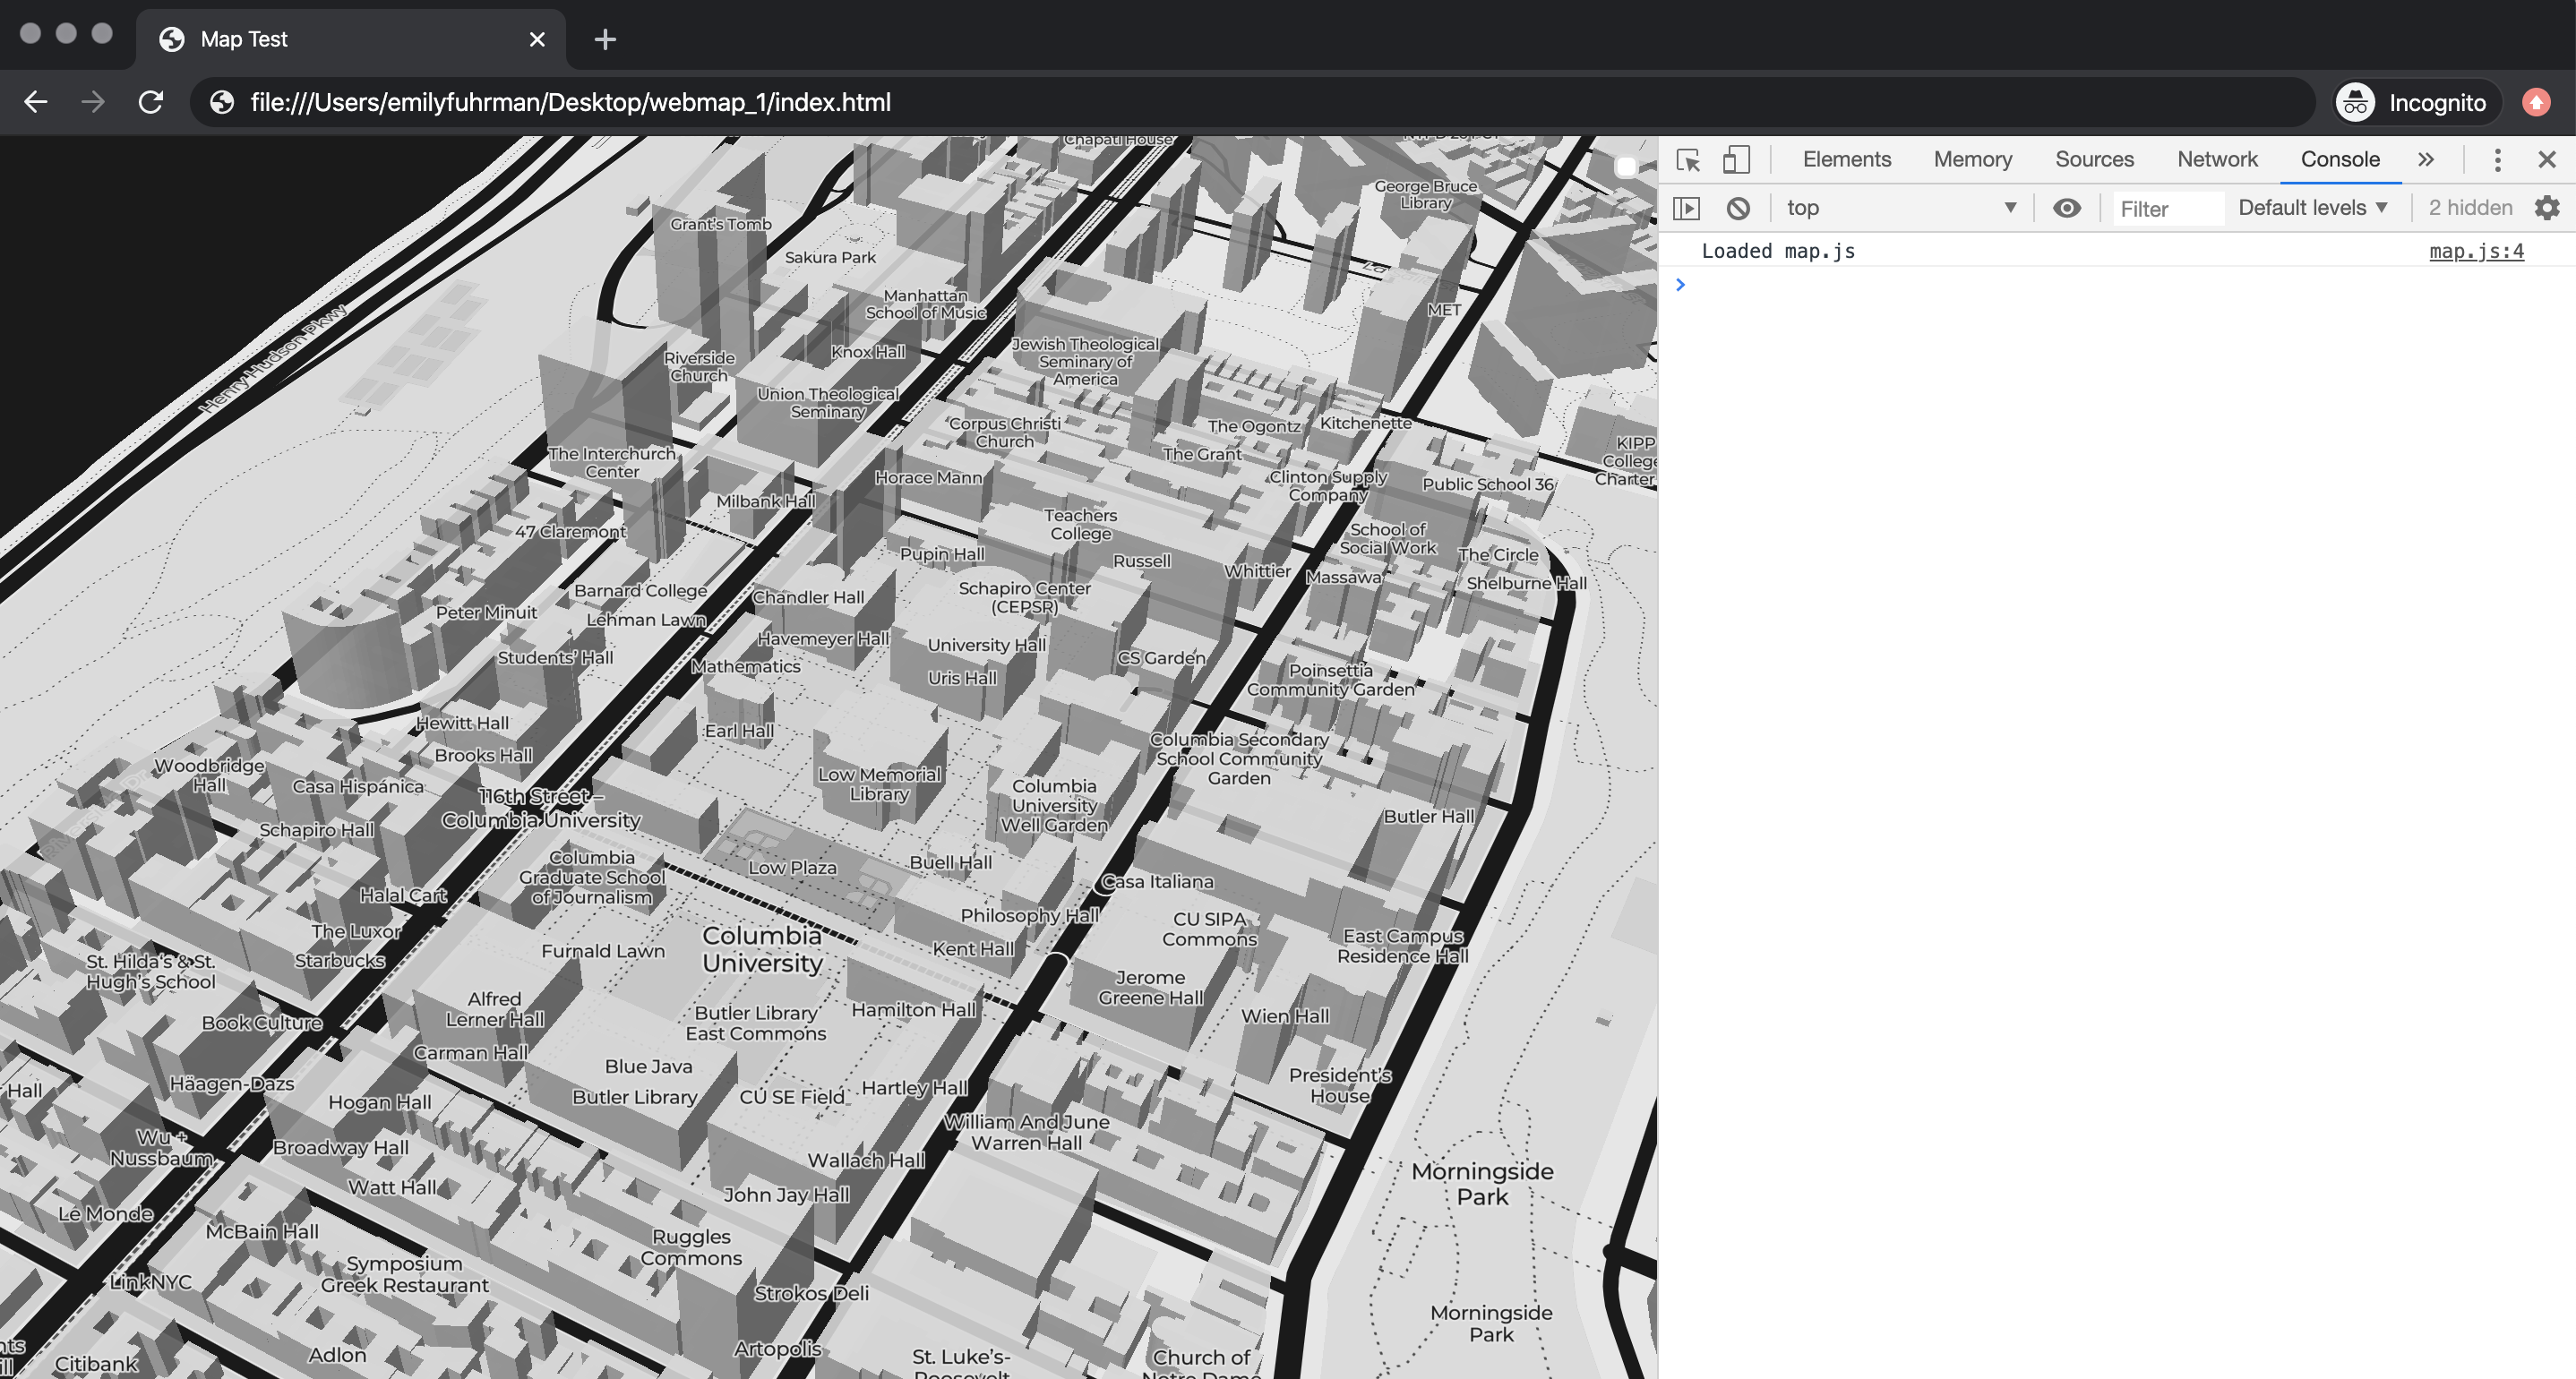 Map Test
file:///Users/emilyfuhrman/Desktop/webmap_1/index.html
Incognito
Elements Memory Sources Network Console
top Filter Default levels 2 hidden
Loaded map.js map.js:4
Chapati House
George Bruce
Library
Grant's Tomb
Sakura Park
Manhattan
School of Music
MET
Henry Hudson Pkwy
Knox Hall
Riverside
Church
Jewish Theological
Seminary of
America
Union Theological
Seminary
Corpus Christi
Church
The Ogontz
Kitchenette
The Interchurch
Center
The Grant
KIPP
College
Charter
Horace Mann
Clinton Supply
Company
Public School 36
Milbank Hall
47 Claremont
Teachers
College
School of
Social Work
The Circle
Pupin Hall
Russell
Whittier
Massawa
Shelburne Hall
Barnard College
Chandler Hall
Schapiro Center
(CEPSR)
Peter Minuit
Lehman Lawn
Havemeyer Hall
University Hall
Students' Hall
Mathematics
CS Garden
Uris Hall
Poinsettia
Community Garden
Hewitt Hall
Earl Hall
Brooks Hall
Columbia Secondary
School Community
Garden
Woodbridge
Hall
Casa Hispánica
Low Memorial
Library
Columbia
University
Well Garden
116th Street –
Columbia University
Butler Hall
Schapiro Hall
Columbia
Graduate School
of Journalism
Low Plaza
Buell Hall
Casa Italiana
Halal Cart
Philosophy Hall
CU SIPA
Commons
The Luxor
Columbia
University
Furnald Lawn
Kent Hall
East Campus
Residence Hall
Starbucks
St. Hilda's & St.
Hugh's School
Jerome
Greene Hall
Alfred
Lerner Hall
Hamilton Hall
Wien Hall
Book Culture
Butler Library
East Commons
Carman Hall
Blue Java
Hall
Häagen-Dazs
Butler Library
CU SE Field
Hartley Hall
President's
House
Hogan Hall
William And June
Warren Hall
Wu +
Nussbaum
Broadway Hall
Wallach Hall
Morningside
Park
Watt Hall
John Jay Hall
Le Monde
McBain Hall
Ruggles
Commons
Symposium
Greek Restaurant
LinkNYC
Strokos Deli
Morningside
Park
Artopolis
Adlon
Citibank
St. Luke's-
Roosevelt
Church of
Notre Dame